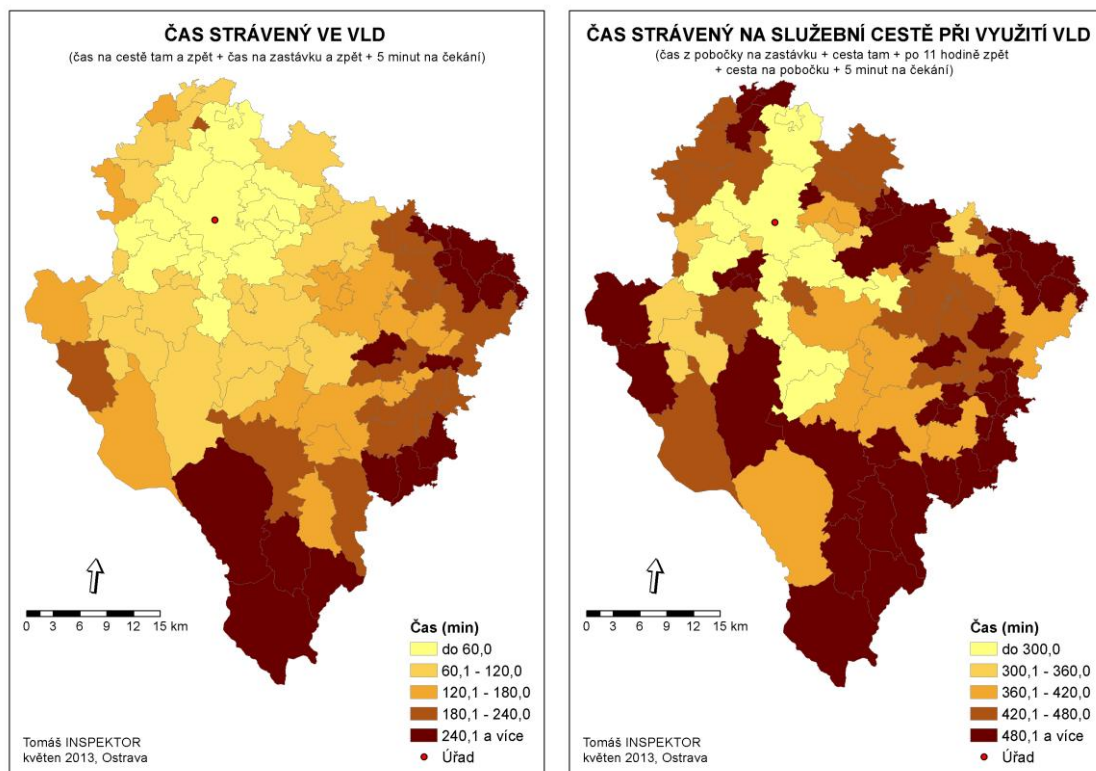 ČAS STRÁVENÝ VE VLD
(čas na cestě tam a zpět + čas na zastávku a zpět + 5 minut na čekání)
0 3 6 9 12 15 km
Čas (min)
do 60,0
60,1 - 120,0
120,1 - 180,0
180,1 - 240,0
240,1 a více
Úřad
Tomáš INSPEKTOR
květen 2013, Ostrava
ČAS STRÁVENÝ NA SLUŽEBNÍ CESTĚ PŘI VYUŽITÍ VLD
(čas z pobočky na zastávku + cesta tam + po 11 hodině zpět
+ cesta na pobočku + 5 minut na čekání)
0 3 6 9 12 15 km
Čas (min)
do 300,0
300,1 - 360,0
360,1 - 420,0
420,1 - 480,0
480,1 a více
Úřad
Tomáš INSPEKTOR
květen 2013, Ostrava